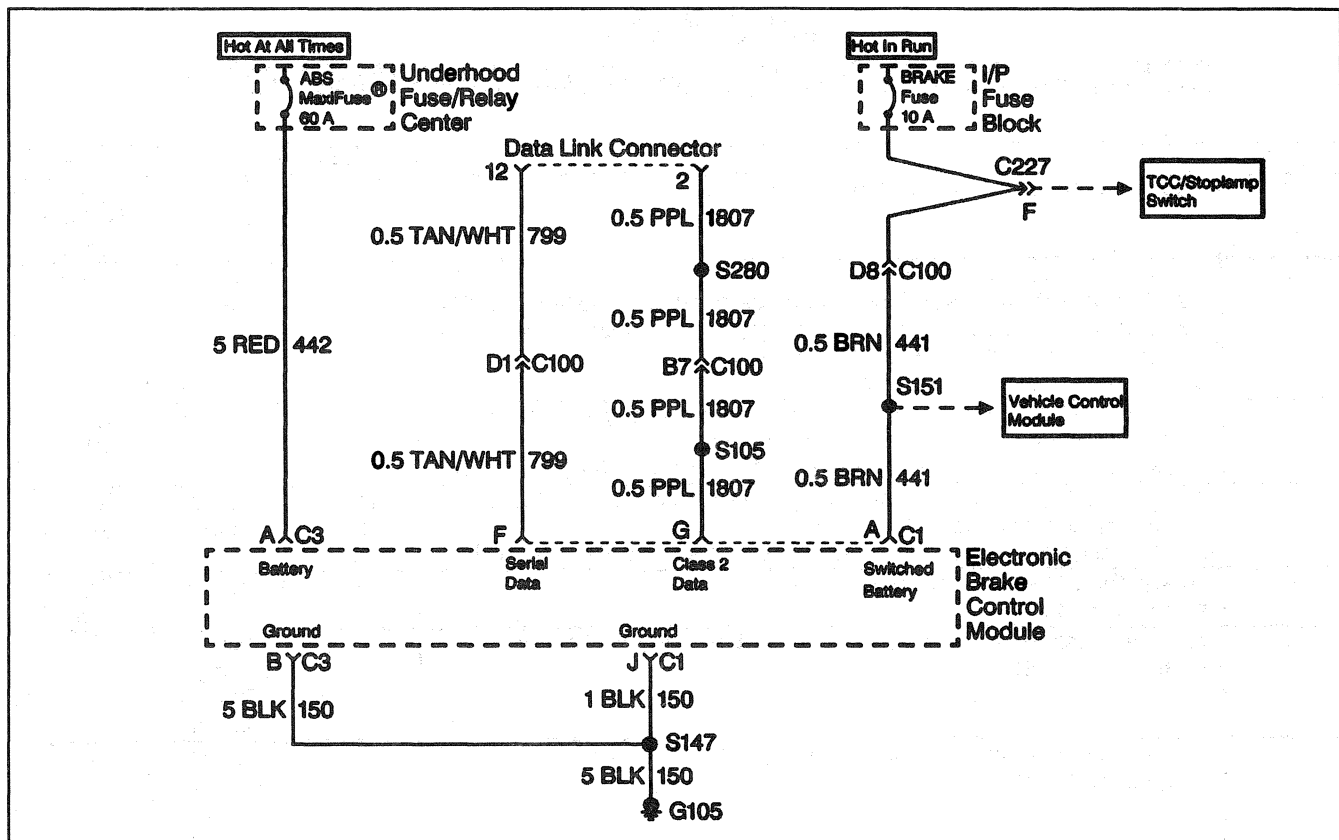 Hot At All Times
ABS
MaxiFuse®
60 A
Underhood
Fuse/Relay
Center
Hot In Run
BRAKE
Fuse
10 A
I/P
Fuse
Block
Data Link Connector
12
2
C227
F
TCC/Stoplamp
Switch
0.5 PPL 1807
0.5 TAN/WHT 799
S280
D8 C100
0.5 PPL 1807
5 RED 442
0.5 BRN 441
D1 C100
B7 C100
S151
0.5 PPL 1807
Vehicle Control
Module
S105
0.5 TAN/WHT 799
0.5 PPL 1807
0.5 BRN 441
A C3
F
G
A C1
Battery
Serial
Data
Class 2
Data
Switched
Battery
Electronic
Brake
Control
Module
Ground
Ground
B C3
J C1
5 BLK 150
1 BLK 150
S147
5 BLK 150
G105